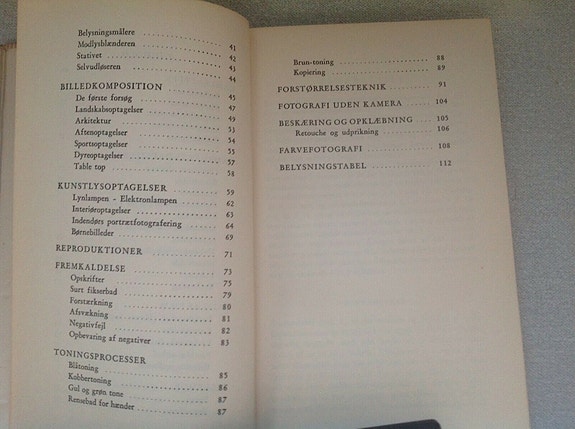 Belysningsmålere 41
Modlysblænderen 42
Stativet 43
Selvudløseren 44
BILLEDKOMPOSITION 45
De første forsøg 47
Landskabsoptagelser 49
Arkitektur 53
Aftenoptagelser 54
Sportsoptagelser 55
Dyreoptagelser 57
Table top 58
KUNSTLYSOPTAGELSER 59
Lynlampen - Elektronlampen 62
Interiøroptagelser 63
Indendørs portrætfotografering 64
Børnebilleder 69
REPRODUKTIONER 71
FREMKALDELSE 73
Opskrifter 75
Surt fikserbad 79
Forstærkning 80
Afsvækning 81
Negativfejl 82
Opbevaring af negativer 83
TONINGSPROCESSER
Blåtoning 85
Kobbertoning 86
Gul og grøn tone 87
Rensebad for hænder 87
Brun-toning 88
Kopiering 89
FORSTØRRELSESTEKNIK 91
FOTOGRAFI UDEN KAMERA 104
BESKÆRING OG OPKLÆBNING 105
Retouche og udprikning 106
FARVEFOTOGRAFI 108
BELYSNINGSTABEL 112